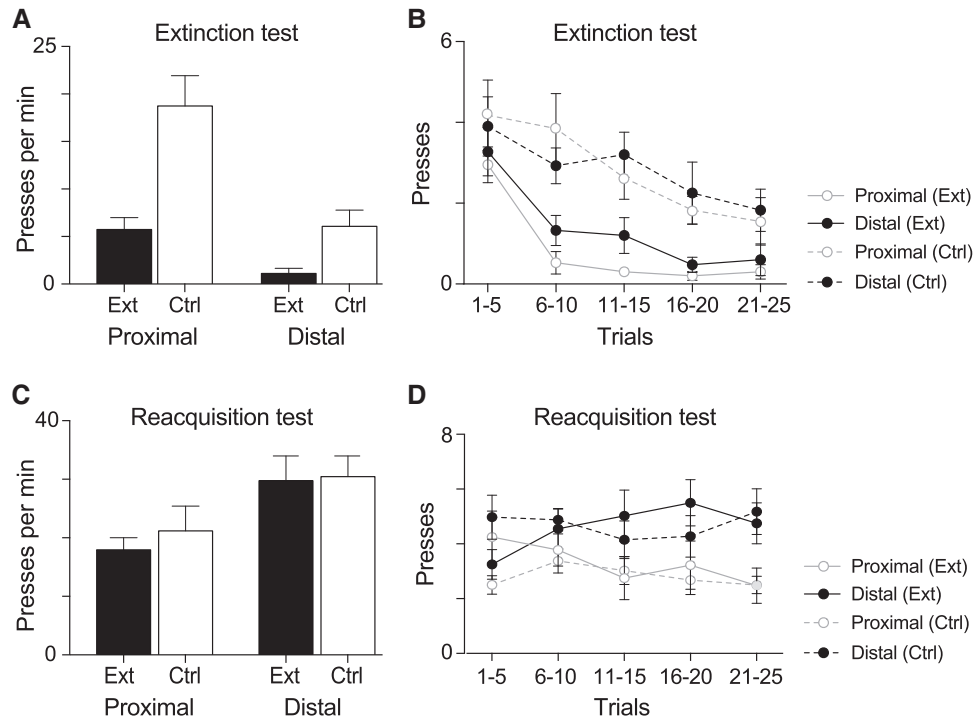 A
Extinction test
25
0
Presses per min
Ext Ctrl Ext Ctrl
Proximal Distal
B
Extinction test
6
0
Presses
1-5 6-10 11-15 16-20 21-25
Trials
Proximal (Ext)
Distal (Ext)
Proximal (Ctrl)
Distal (Ctrl)
C
Reacquisition test
40
0
Presses per min
Ext Ctrl Ext Ctrl
Proximal Distal
D
Reacquisition test
8
0
Presses
1-5 6-10 11-15 16-20 21-25
Trials
Proximal (Ext)
Distal (Ext)
Proximal (Ctrl)
Distal (Ctrl)